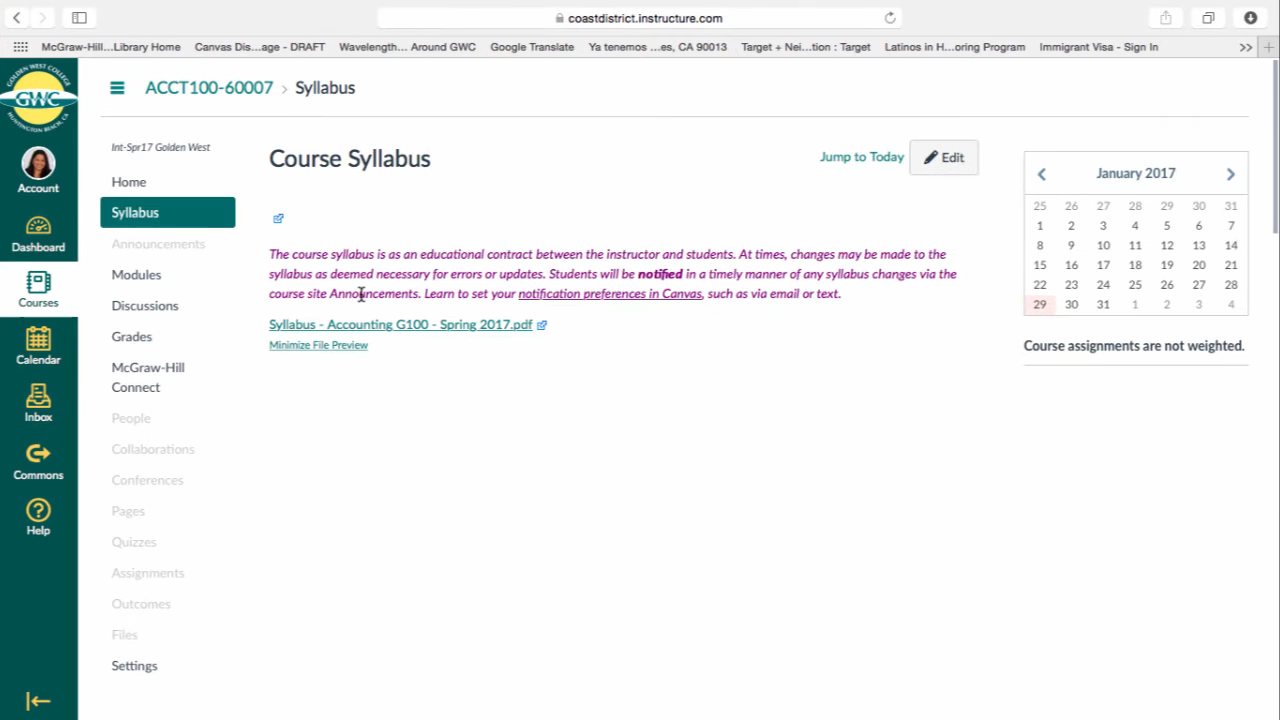 coastdistrict.instructure.com
McGraw-Hill...Library Home Canvas Dis...age - DRAFT Wavelength... Around GWC Google Translate Ya tenemo ...es, CA 90013 Target + Nei...tion : Target Latinos in H...oring Program Immigrant Visa - Sign In
GOLDEN WEST COLLEGE
GWC
HUNTINGTON BEACH, CA
Account
Dashboard
Courses
Calendar
Inbox
Commons
Help
ACCT100-60007 > Syllabus
Int-Spr17 Golden West
Home
Syllabus
Announcements
Modules
Discussions
Grades
McGraw-Hill
Connect
People
Collaborations
Conferences
Pages
Quizzes
Assignments
Outcomes
Files
Settings
Course Syllabus
Jump to Today Edit
The course syllabus is as an educational contract between the instructor and students. At times, changes may be made to the
syllabus as deemed necessary for errors or updates. Students will be notified in a timely manner of any syllabus changes via the
course site Announcements. Learn to set your notification preferences in Canvas, such as via email or text.
Syllabus - Accounting G100 - Spring 2017.pdf
Minimize File Preview
January 2017
25 26 27 28 29 30 31
1 2 3 4 5 6 7
8 9 10 11 12 13 14
15 16 17 18 19 20 21
22 23 24 25 26 27 28
29 30 31 1 2 3 4
Course assignments are not weighted.